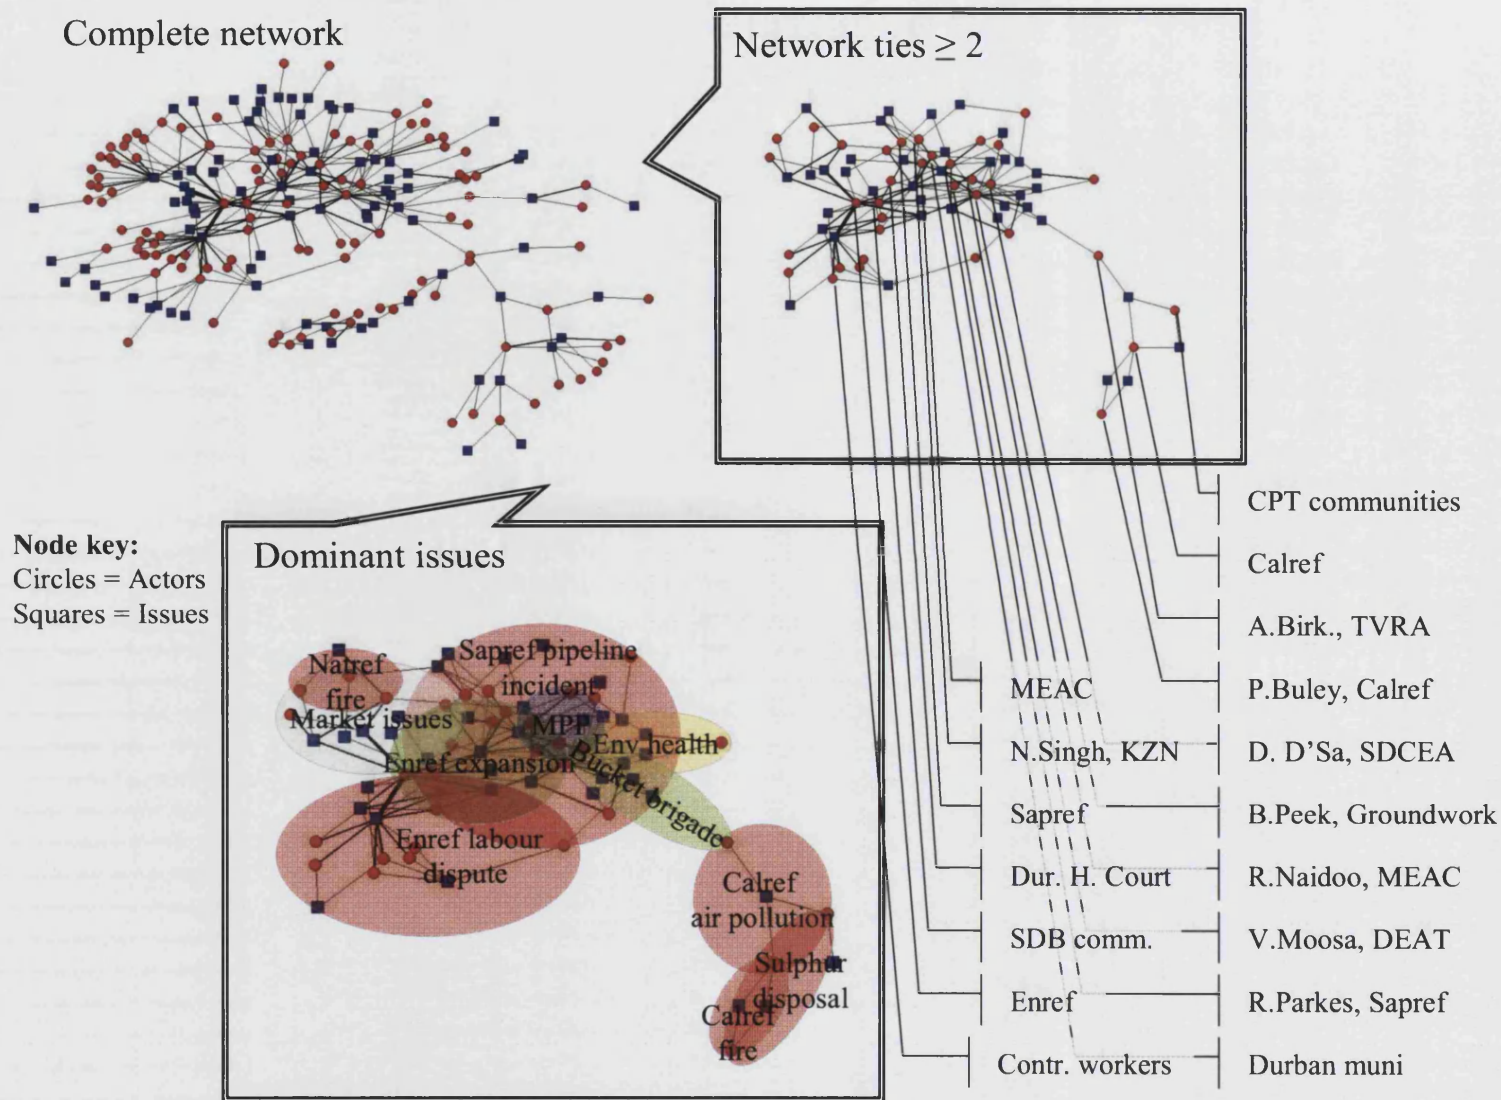 Complete network
Network ties ≥ 2
Node key:
Circles = Actors
Squares = Issues
Dominant issues
Natref
fire
Market issues
Sapref pipeline
incident
MPP
Env health
Enref expansion
Bucket brigade
Enref labour
dispute
Calref
air pollution
Sulphur
disposal
Calref
fire
MEAC
N.Singh, KZN
Sapref
Dur. H. Court
SDB comm.
Enref
Contr. workers
CPT communities
Calref
A.Birk., TVRA
P.Buley, Calref
D. D’Sa, SDCEA
B.Peek, Groundwork
R.Naidoo, MEAC
V.Moosa, DEAT
R.Parkes, Sapref
Durban muni